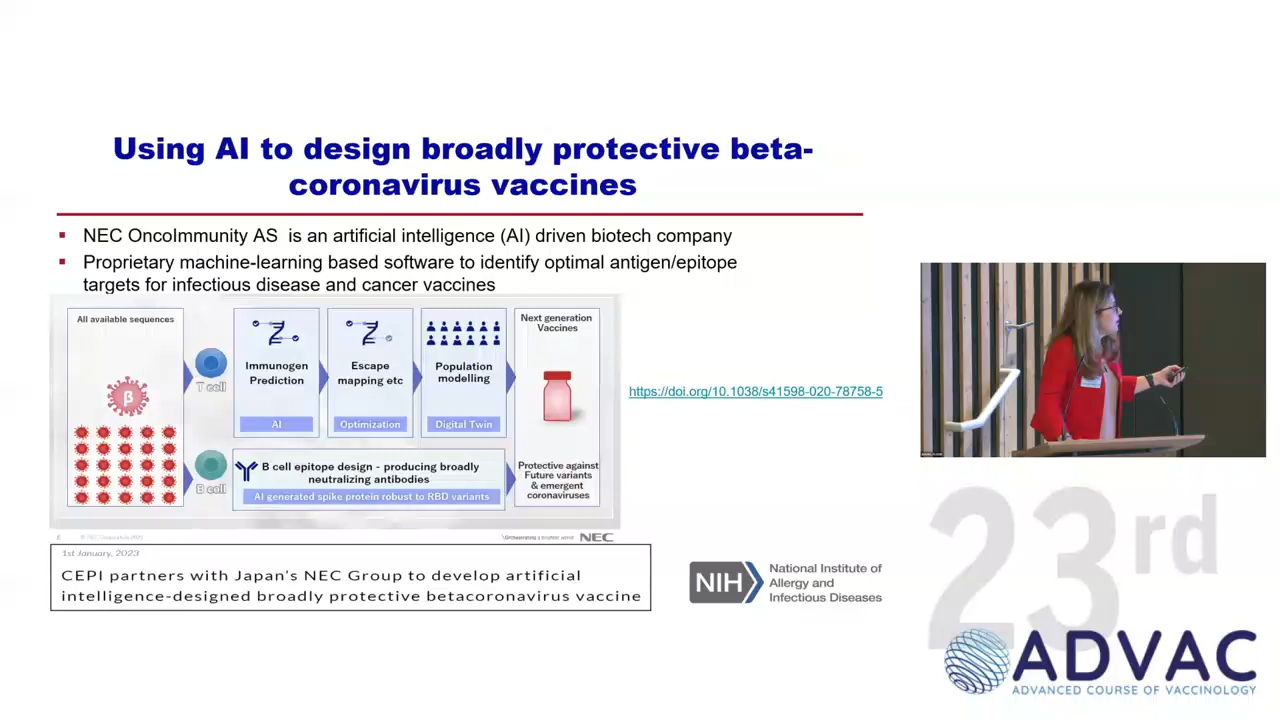 Using AI to design broadly protective beta-
coronavirus vaccines
NEC OncoImmunity AS is an artificial intelligence (AI) driven biotech company
Proprietary machine-learning based software to identify optimal antigen/epitope
targets for infectious disease and cancer vaccines
All available sequences
β
T cell
B cell
Immunogen
Prediction
AI
Escape
mapping etc
Optimization
Population
modelling
Digital Twin
B cell epitope design - producing broadly
neutralizing antibodies
AI generated spike protein robust to RBD variants
Next generation
Vaccines
Protective against
Future variants
& emergent
coronaviruses
https://doi.org/10.1038/s41598-020-78758-5
\Orchestrating a brighter world NEC
1st January, 2023
CEPI partners with Japan's NEC Group to develop artificial
intelligence-designed broadly protective betacoronavirus vaccine
NIH
National Institute of
Allergy and
Infectious Diseases
23rd
ADVAC
ADVANCED COURSE OF VACCINOLOGY